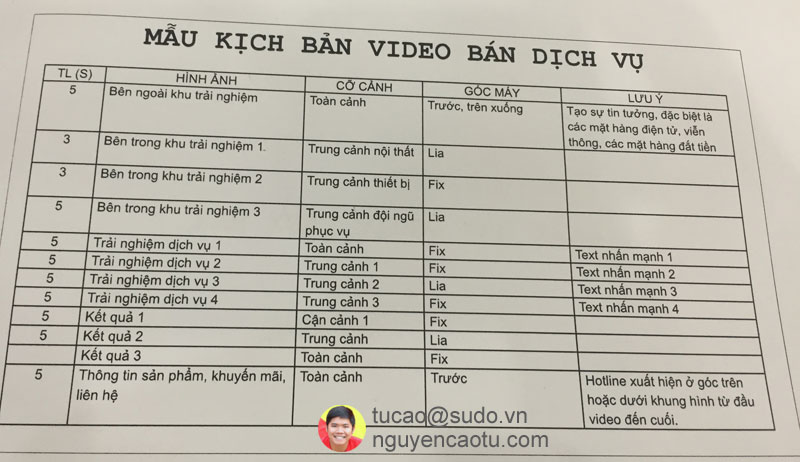 MẪU KỊCH BẢN VIDEO BÁN DỊCH VỤ
TL (S) HÌNH ẢNH CỠ CẢNH GÓC MÁY LƯU Ý
5 Bên ngoài khu trải nghiệm Toàn cảnh Trước, trên xuống Tạo sự tin tưởng, đặc biệt là
các mặt hàng điện tử, viễn
thông, các mặt hàng đắt tiền
3 Bên trong khu trải nghiệm 1. Trung cảnh nội thất Lia
3 Bên trong khu trải nghiệm 2 Trung cảnh thiết bị Fix
5 Bên trong khu trải nghiệm 3 Trung cảnh đội ngũ Lia
phục vụ
5 Trải nghiệm dịch vụ 1 Toàn cảnh Fix Text nhấn mạnh 1
5 Trải nghiệm dịch vụ 2 Trung cảnh 1 Fix Text nhấn mạnh 2
5 Trải nghiệm dịch vụ 3 Trung cảnh 2 Lia Text nhấn mạnh 3
5 Trải nghiệm dịch vụ 4 Trung cảnh 3 Fix Text nhấn mạnh 4
5 Kết quả 1 Cận cảnh 1 Fix
5 Kết quả 2 Trung cảnh Lia
Kết quả 3 Toàn cảnh Fix
5 Thông tin sản phẩm, khuyến mãi, Toàn cảnh Trước Hotline xuất hiện ở góc trên
liên hệ hoặc dưới khung hình từ đầu
video đến cuối.
tucao@sudo.vn
nguyencaotu.com